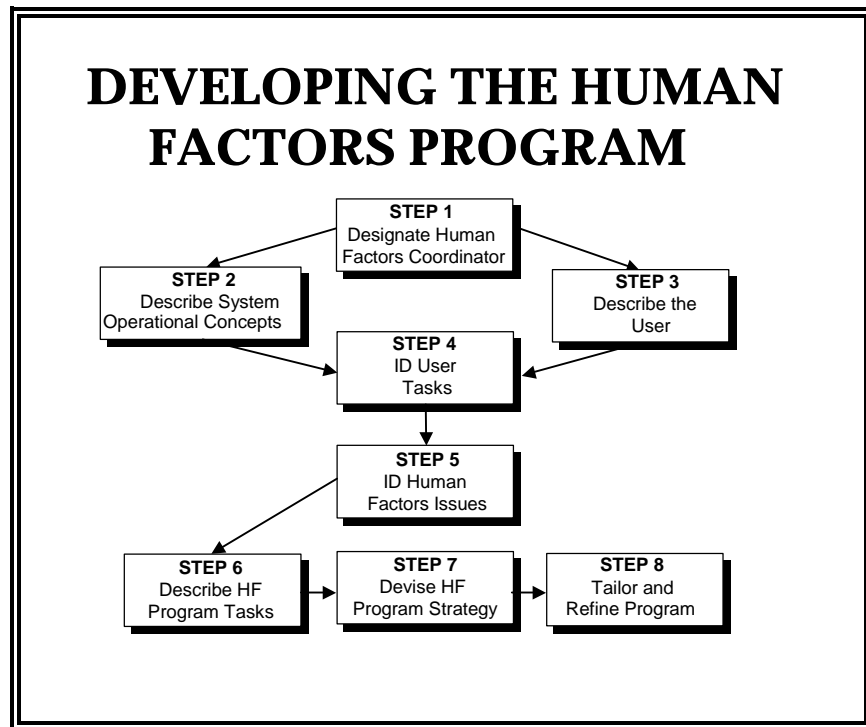 DEVELOPING THE HUMAN
FACTORS PROGRAM
STEP 1
Designate Human
Factors Coordinator
STEP 2
Describe System
Operational Concepts
STEP 3
Describe the
User
STEP 4
ID User
Tasks
STEP 5
ID Human
Factors Issues
STEP 6
Describe HF
Program Tasks
STEP 7
Devise HF
Program Strategy
STEP 8
Tailor and
Refine Program